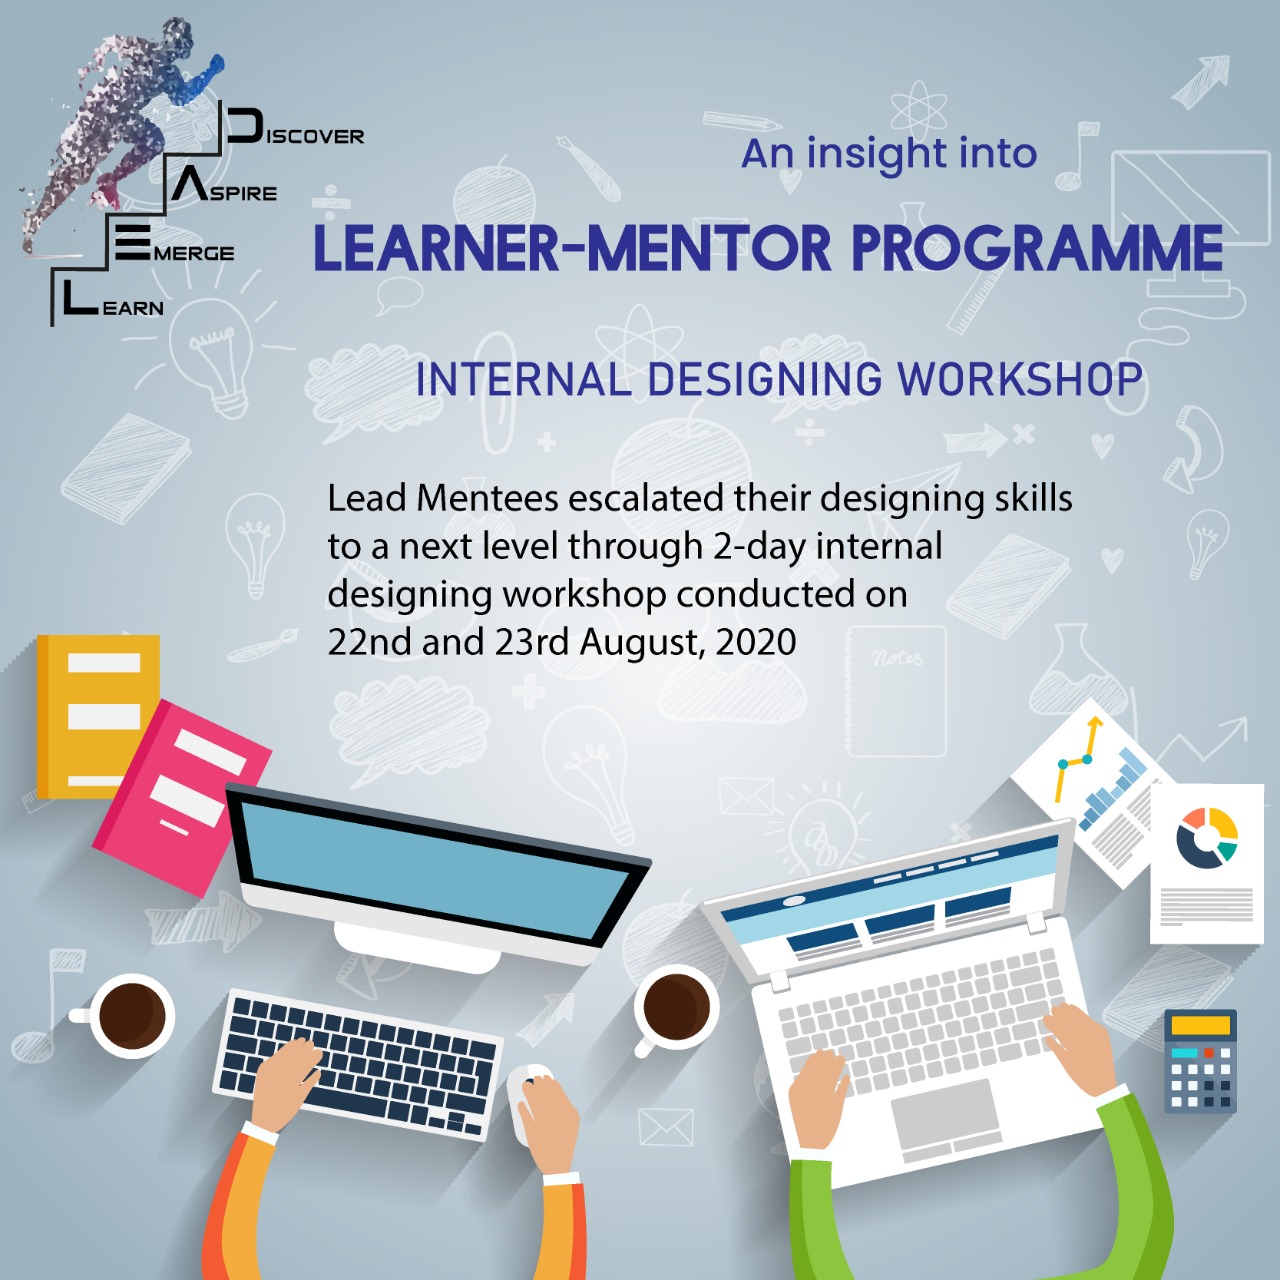 DISCOVER
ASPIRE
EMERGE
LEARN
An insight into
LEARNER-MENTOR PROGRAMME
INTERNAL DESIGNING WORKSHOP
Lead Mentees escalated their designing skills
to a next level through 2-day internal
designing workshop conducted on
22nd and 23rd August, 2020
Notes